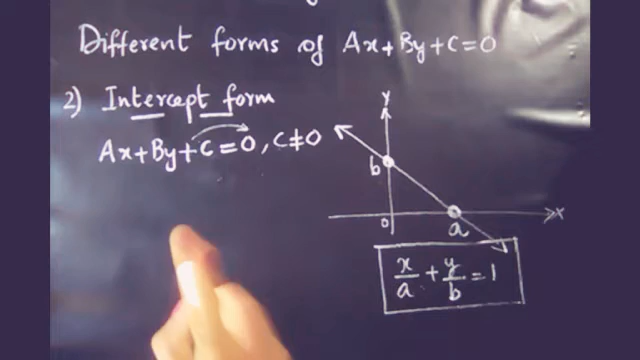 Different forms of Ax+By+C=0
2) Intercept form
Ax+By+C=0, C≠0
Y
b
0
a
X
x/a + y/b = 1